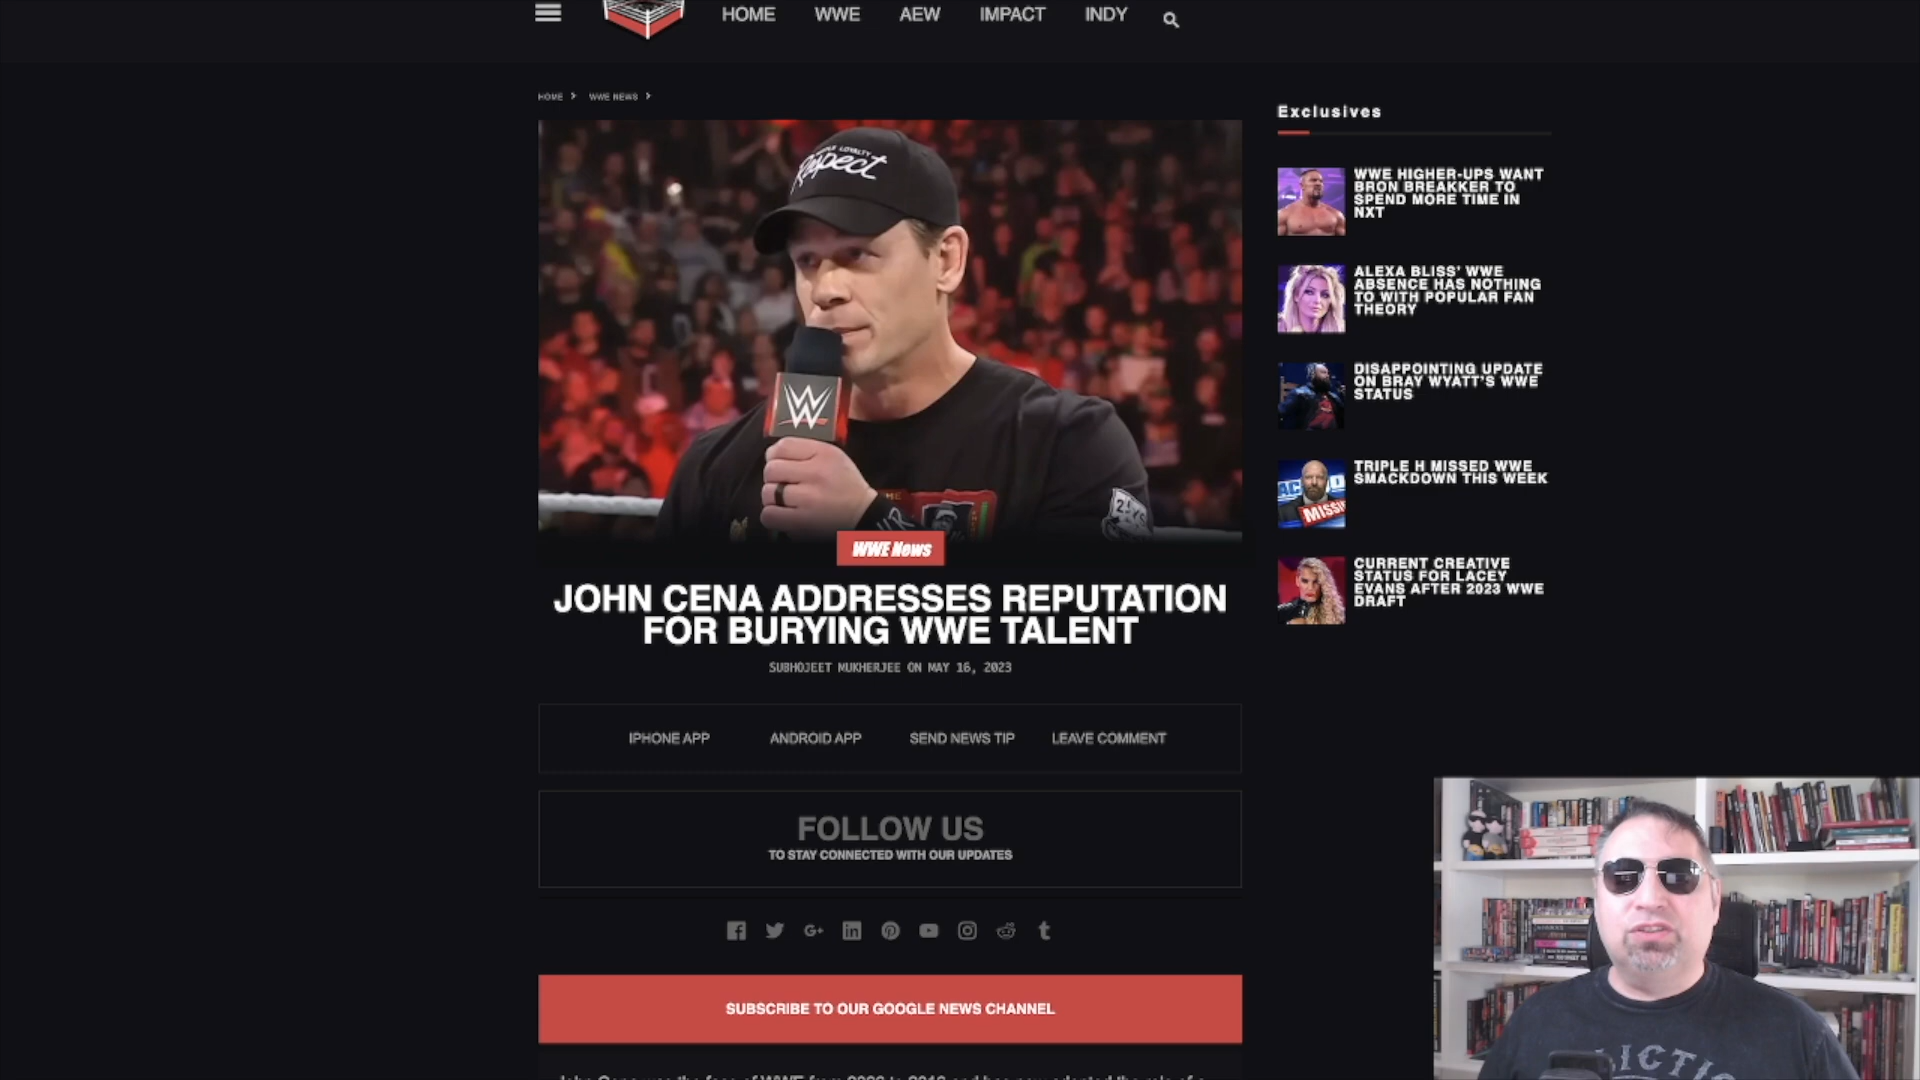 HOME
WWE
AEW
IMPACT
INDY
HOME
WWE NEWS
Respect
W
WWE News
JOHN CENA ADDRESSES REPUTATION
FOR BURYING WWE TALENT
SUBHOJEET MUKHERJEE ON MAY 16, 2023
IPHONE APP
ANDROID APP
SEND NEWS TIP
LEAVE COMMENT
FOLLOW US
TO STAY CONNECTED WITH OUR UPDATES
SUBSCRIBE TO OUR GOOGLE NEWS CHANNEL
Exclusives
WWE HIGHER-UPS WANT
BRON BREAKKER TO
SPEND MORE TIME IN
NXT
ALEXA BLISS' WWE
ABSENCE HAS NOTHING
TO WITH POPULAR FAN
THEORY
DISAPPOINTING UPDATE
ON BRAY WYATT'S WWE
STATUS
TRIPLE H MISSED WWE
SMACKDOWN THIS WEEK
CURRENT CREATIVE
STATUS FOR LACEY
EVANS AFTER 2023 WWE
DRAFT